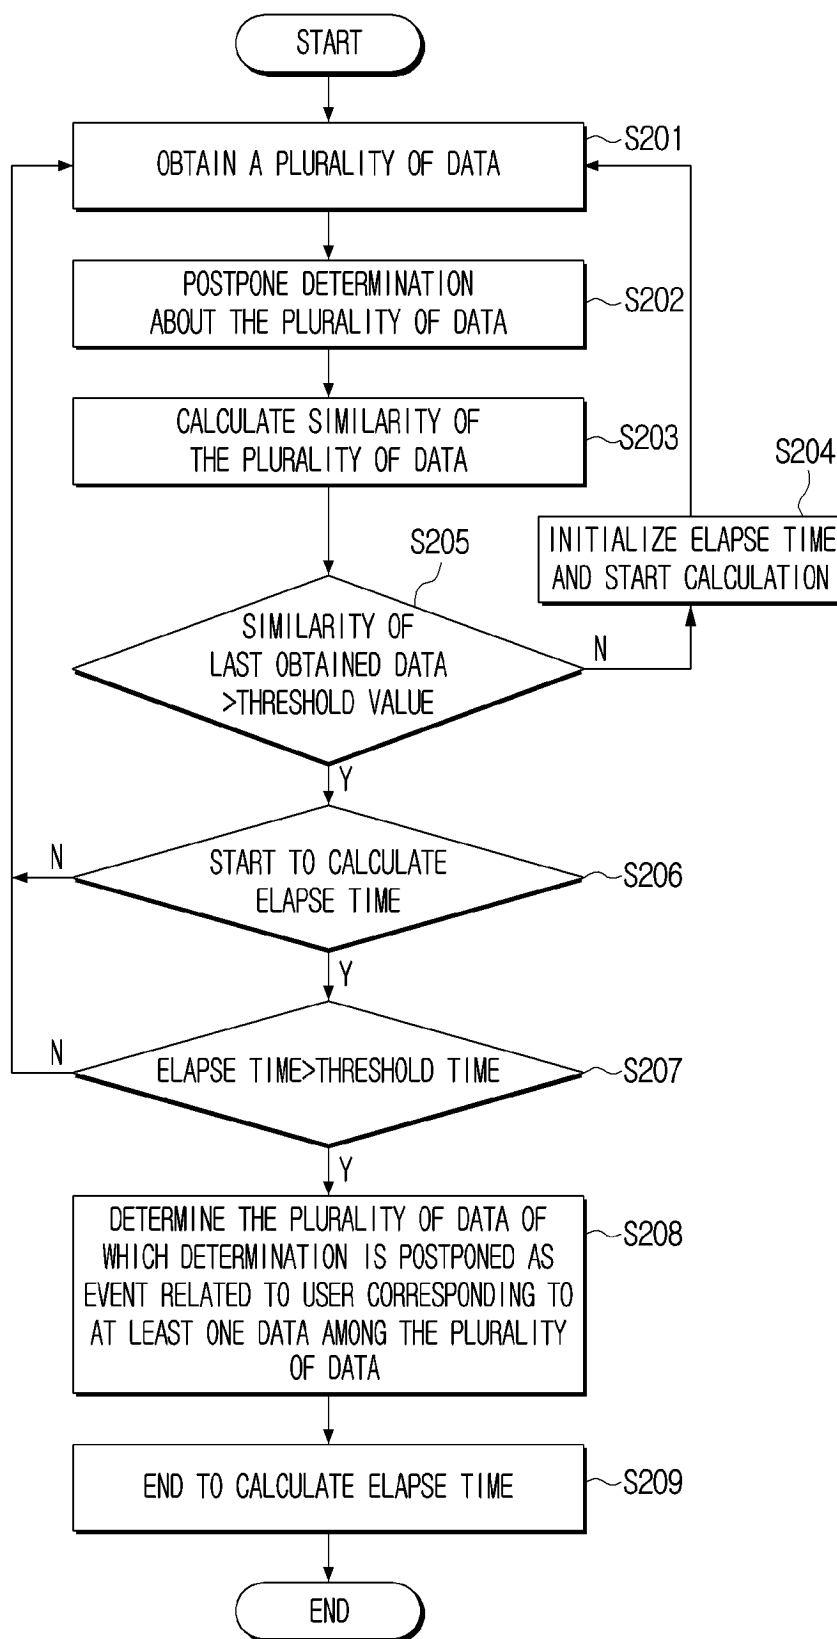 START
OBTAIN A PLURALITY OF DATA
S201
POSTPONE DETERMINATION
ABOUT THE PLURALITY OF DATA
S202
CALCULATE SIMILARITY OF
THE PLURALITY OF DATA
S203
S204
INITIALIZE ELAPSE TIME
AND START CALCULATION
S205
SIMILARITY OF
LAST OBTAINED DATA
>THRESHOLD VALUE
N
Y
START TO CALCULATE
ELAPSE TIME
S206
N
Y
ELAPSE TIME>THRESHOLD TIME
S207
N
Y
DETERMINE THE PLURALITY OF DATA OF
WHICH DETERMINATION IS POSTPONED AS
EVENT RELATED TO USER CORRESPONDING TO
AT LEAST ONE DATA AMONG THE PLURALITY
OF DATA
S208
END TO CALCULATE ELAPSE TIME
S209
END